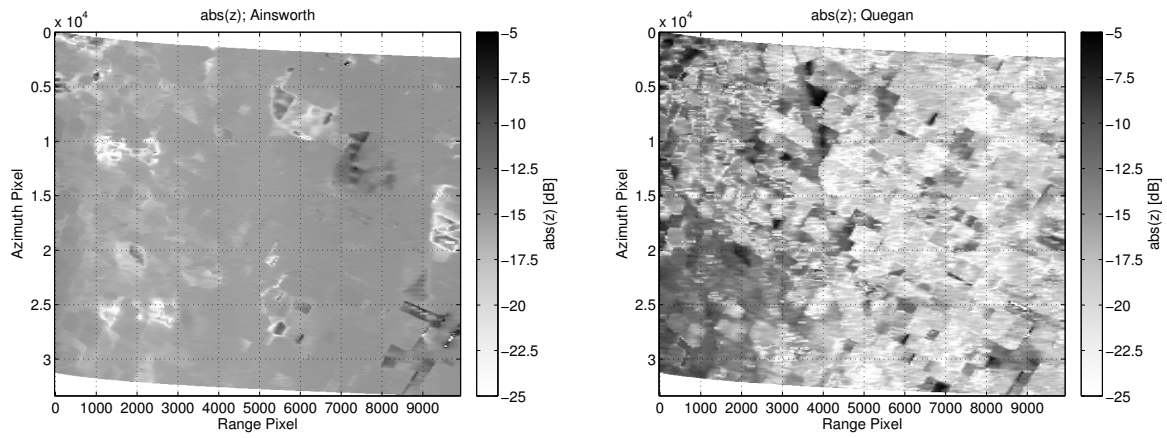 abs(z); Ainsworth
x 10⁴
0
0.5
1
1.5
2
2.5
3
Azimuth Pixel
0 1000 2000 3000 4000 5000 6000 7000 8000 9000
Range Pixel
−5
−7.5
−10
−12.5
−15
−17.5
−20
−22.5
−25
abs(z) [dB]
abs(z); Quegan
x 10⁴
0
0.5
1
1.5
2
2.5
3
Azimuth Pixel
0 1000 2000 3000 4000 5000 6000 7000 8000 9000
Range Pixel
−5
−7.5
−10
−12.5
−15
−17.5
−20
−22.5
−25
abs(z) [dB]